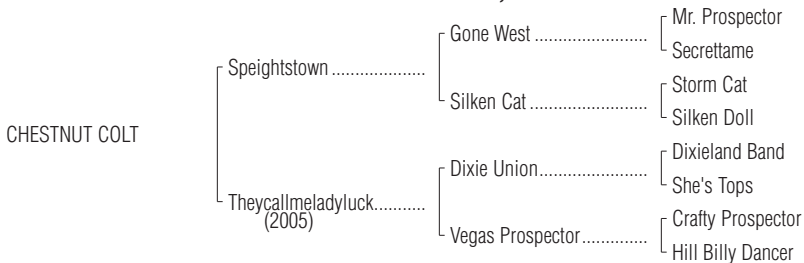 Mr. Prospector
Gone West ..........................
Secrettame
Speightstown .....................
Storm Cat
Silken Cat ...........................
Silken Doll
CHESTNUT COLT
Dixieland Band
Dixie Union.........................
She's Tops
Theycallmeladyluck...........
(2005)
Crafty Prospector
Vegas Prospector...............
Hill Billy Dancer